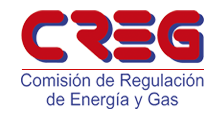 CREG
Comisión de Regulación
de Energía y Gas